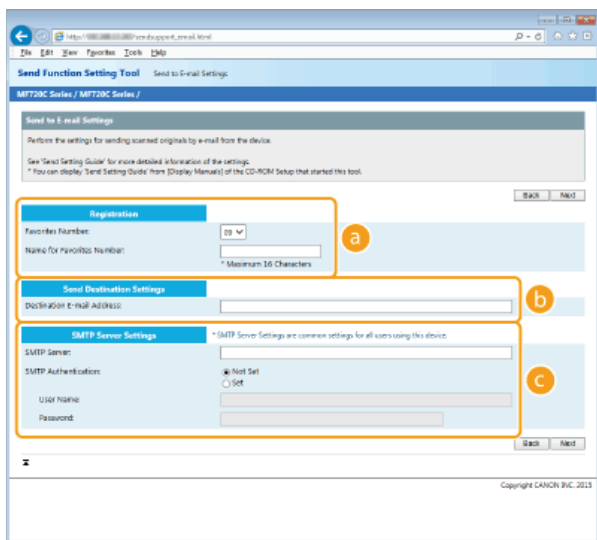 /sendsupport_email.html
File Edit View Favorites Tools Help
Send Function Setting Tool Send to E-mail Settings
MF720C Series / MF720C Series /
Send to E-mail Settings
Perform the settings for sending scanned originals by e-mail from the device.
See 'Send Setting Guide' for more detailed information of the settings.
* You can display 'Send Setting Guide' from [Display Manuals] of the CD-ROM Setup that started this tool.
Back Next
Registration
Favorites Number:
Name for Favorites Number:
* Maximum 16 Characters
a
Send Destination Settings
Destination E-mail Address:
b
SMTP Server Settings * SMTP Server Settings are common settings for all users using this device.
SMTP Server:
SMTP Authentication: Not Set
Set
User Name:
Password:
c
Back Next
Copyright CANON INC. 2015